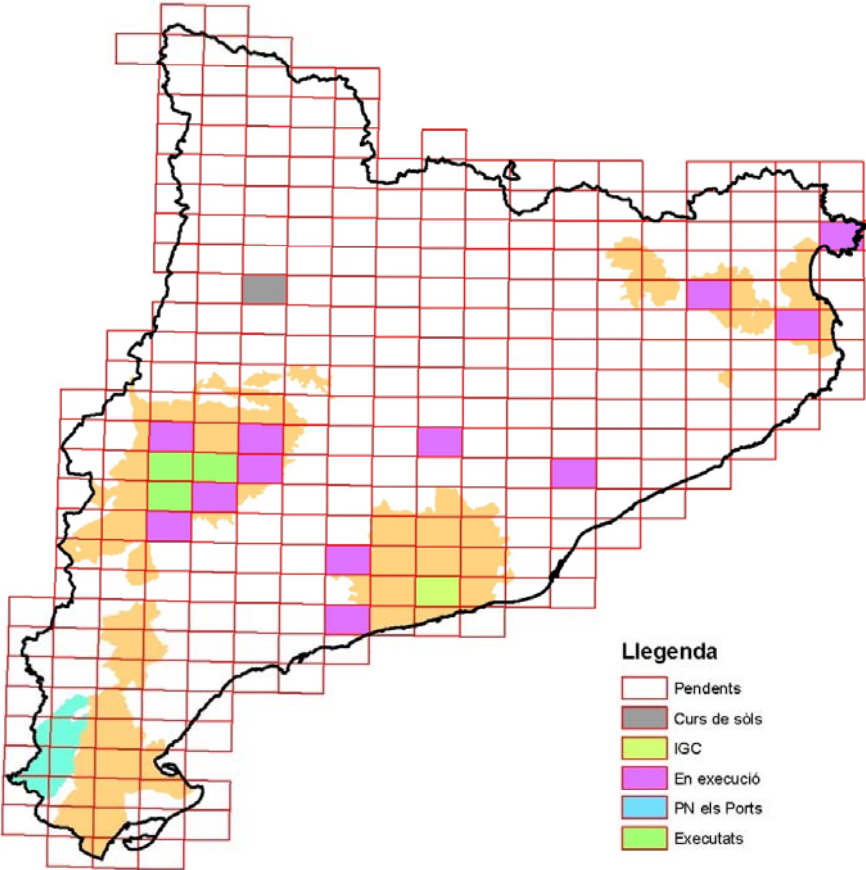 Llegenda
Pendents
Curs de sòls
IGC
En execució
PN els Ports
Executats